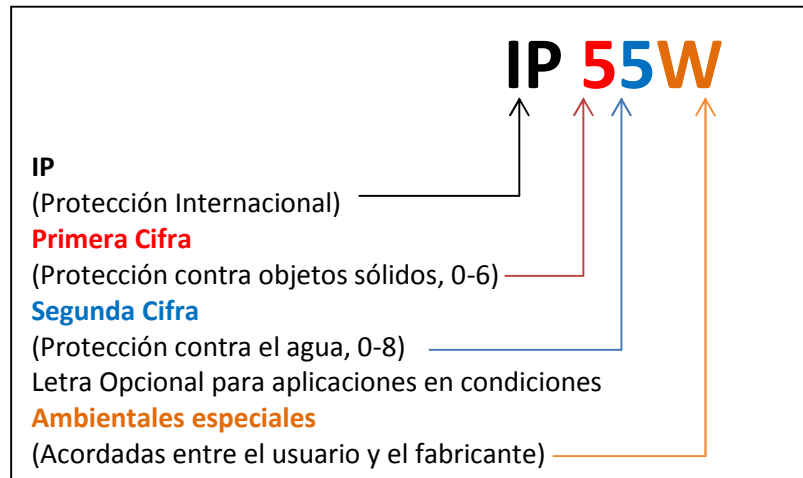 IP 55W
IP
(Protección Internacional)
Primera Cifra
(Protección contra objetos sólidos, 0-6)
Segunda Cifra
(Protección contra el agua, 0-8)
Letra Opcional para aplicaciones en condiciones
Ambientales especiales
(Acordadas entre el usuario y el fabricante)